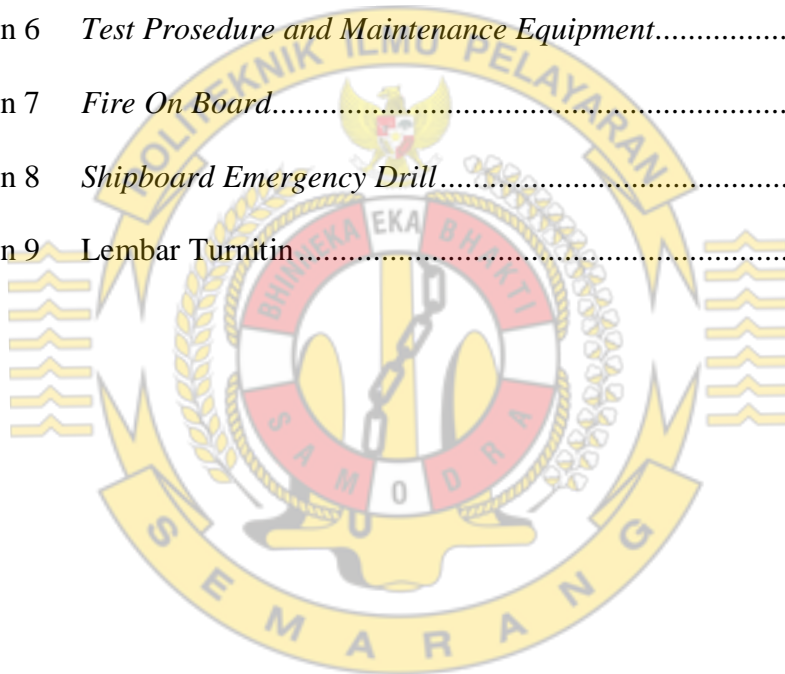 n 6 Test Prosedure and Maintenance Equipment................
n 7 Fire On Board................................................................
n 8 Shipboard Emergency Drill...........................................
n 9 Lembar Turnitin............................................................
POLITEKNIK ILMU PELAYARAN
BHINNEKA EKA BHAKTI
SAMODRA
SEMARANG